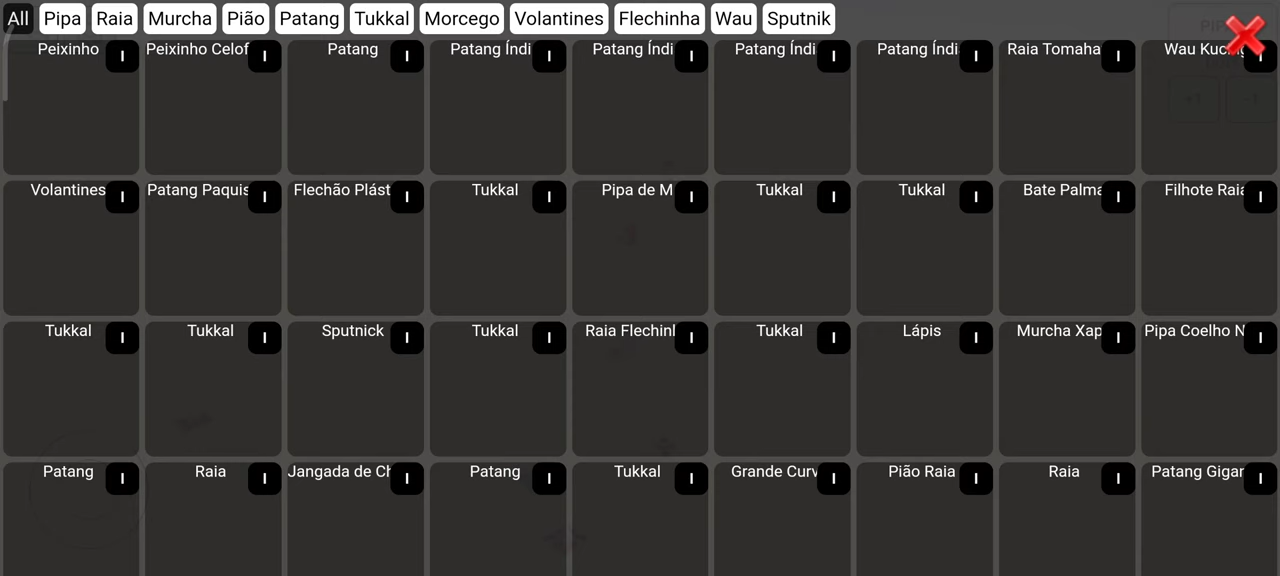 All Pipa Raia Murcha Pião Patang Tukkal Morcego Volantines Flechinha Wau Sputnik
Peixinho I Peixinho Celof I Patang I Patang Índi I Patang Índi I Patang Índi I Patang Índi I Raia Tomaha I Wau Kuc I
+1 -1
Volantines I Patang Paquis I Flechão Plást I Tukkal I Pipa de M I Tukkal I Tukkal I Bate Palma I Filhote Raia I
Tukkal I Tukkal I Sputnick I Tukkal I Raia Flechinl I Tukkal I Lápis I Murcha Xap I Pipa Coelho N I
Patang I Raia I Jangada de Ch I Patang I Tukkal I Grande Curv I Pião Raia I Raia I Patang Gigar I